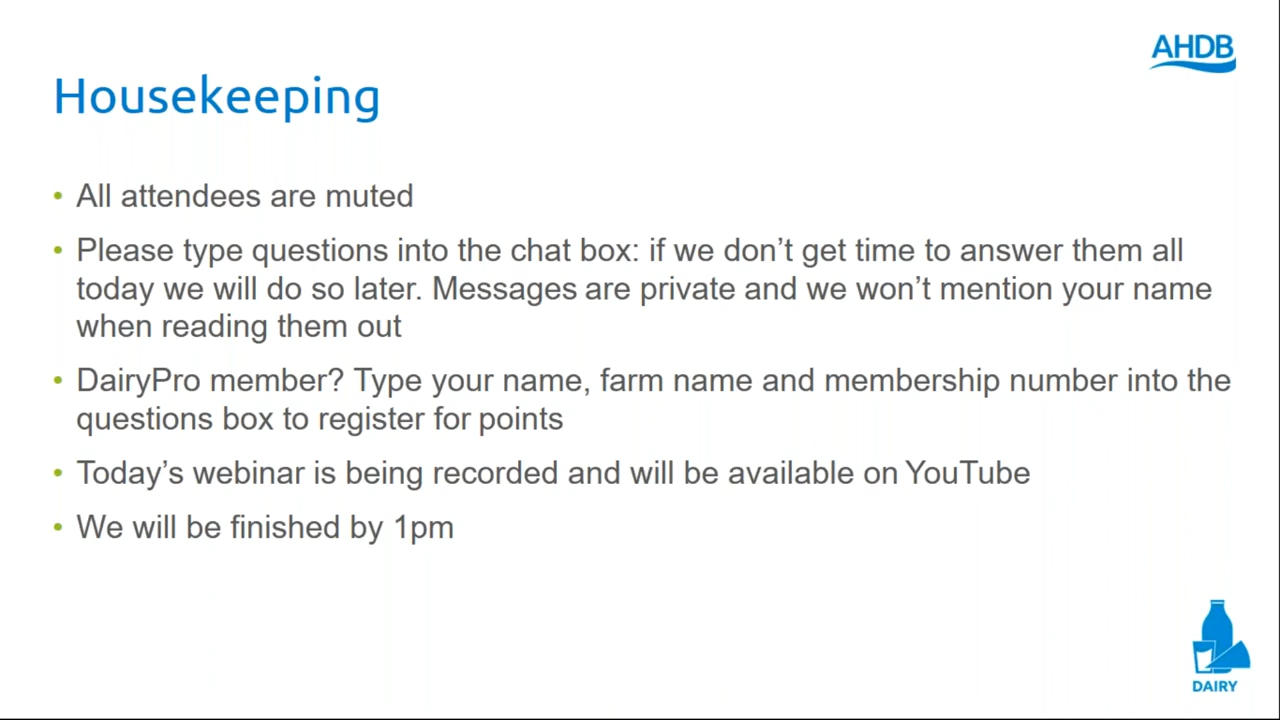 AHDB
Housekeeping
• All attendees are muted
• Please type questions into the chat box: if we don’t get time to answer them all
today we will do so later. Messages are private and we won’t mention your name
when reading them out
• DairyPro member? Type your name, farm name and membership number into the
questions box to register for points
• Today’s webinar is being recorded and will be available on YouTube
• We will be finished by 1pm
DAIRY